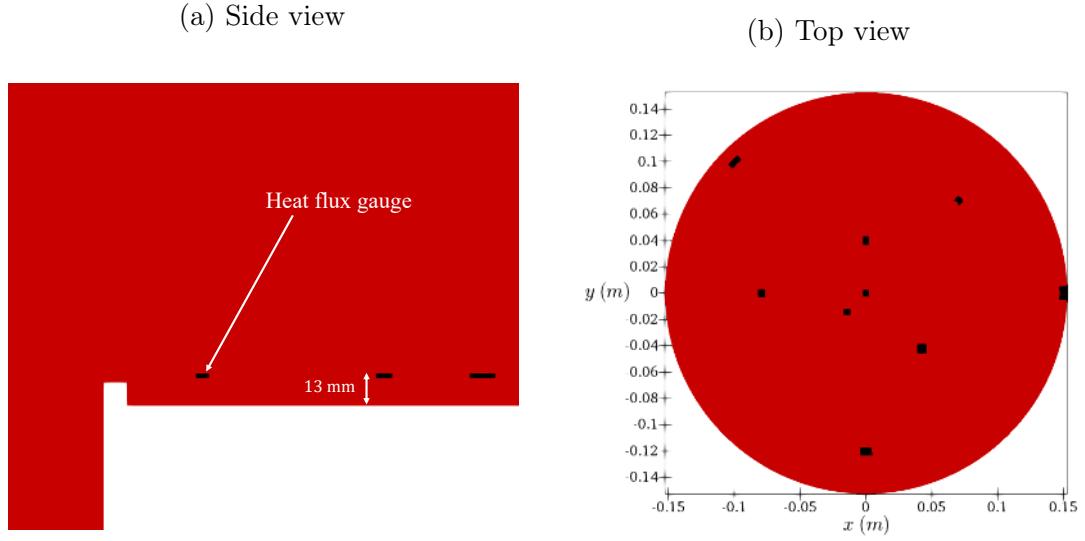 (a) Side view
Heat flux gauge
13 mm
(b) Top view
0.14
0.12
0.1
0.08
0.06
0.04
0.02
y (m) 0
-0.02
-0.04
-0.06
-0.08
-0.1
-0.12
-0.14
-0.15 -0.1 -0.05 0 0.05 0.1 0.15
x (m)